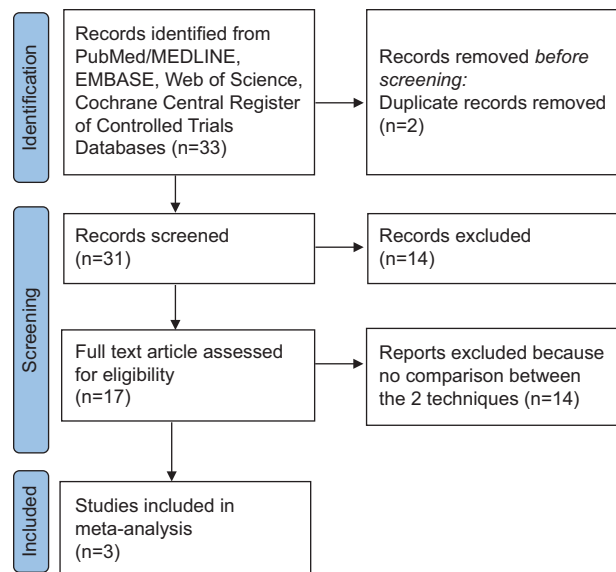 Identification
Records identified from
PubMed/MEDLINE,
EMBASE, Web of Science,
Cochrane Central Register
of Controlled Trials
Databases (n=33)
Records removed before
screening:
Duplicate records removed
(n=2)
Screening
Records screened
(n=31)
Records excluded
(n=14)
Full text article assessed
for eligibility
(n=17)
Reports excluded because
no comparison between
the 2 techniques (n=14)
Included
Studies included in
meta-analysis
(n=3)